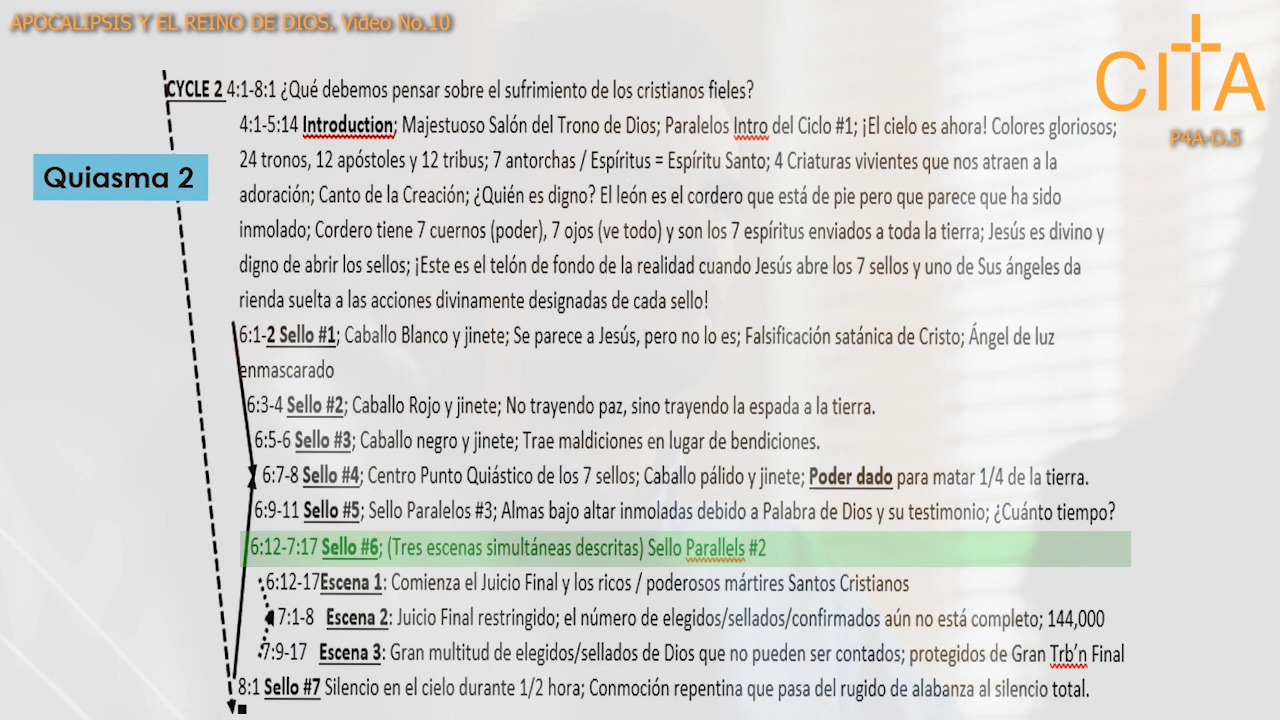 APOCALIPSIS Y EL REINO DE DIOS. Video No.10
CITA
P4A-D.5
CYCLE 2 4:1-8:1 ¿Qué debemos pensar sobre el sufrimiento de los cristianos fieles?
4:1-5:14 Introduction; Majestuoso Salón del Trono de Dios; Paralelos Intro del Ciclo #1; ¡El cielo es ahora! Colores gloriosos;
24 tronos, 12 apóstoles y 12 tribus; 7 antorchas / Espíritus = Espíritu Santo; 4 Criaturas vivientes que nos atraen a la
Quiasma 2
adoración; Canto de la Creación; ¿Quién es digno? El león es el cordero que está de pie pero que parece que ha sido
inmolado; Cordero tiene 7 cuernos (poder), 7 ojos (ve todo) y son los 7 espíritus enviados a toda la tierra; Jesús es divino y
digno de abrir los sellos; ¡Este es el telón de fondo de la realidad cuando Jesús abre los 7 sellos y uno de Sus ángeles da
rienda suelta a las acciones divinamente designadas de cada sello!
6:1-2 Sello #1; Caballo Blanco y jinete; Se parece a Jesús, pero no lo es; Falsificación satánica de Cristo; Ángel de luz
enmascarado
6:3-4 Sello #2; Caballo Rojo y jinete; No trayendo paz, sino trayendo la espada a la tierra.
6:5-6 Sello #3; Caballo negro y jinete; Trae maldiciones en lugar de bendiciones.
6:7-8 Sello #4; Centro Punto Quiástico de los 7 sellos; Caballo pálido y jinete; Poder dado para matar 1/4 de la tierra.
6:9-11 Sello #5; Sello Paralelos #3; Almas bajo altar inmoladas debido a Palabra de Dios y su testimonio; ¿Cuánto tiempo?
6:12-7:17 Sello #6; (Tres escenas simultáneas descritas) Sello Parallels #2
6:12-17 Escena 1: Comienza el Juicio Final y los ricos / poderosos mártires Santos Cristianos
7:1-8 Escena 2: Juicio Final restringido; el número de elegidos/sellados/confirmados aún no está completo; 144,000
7:9-17 Escena 3: Gran multitud de elegidos/sellados de Dios que no pueden ser contados; protegidos de Gran Trb'n Final
8:1 Sello #7 Silencio en el cielo durante 1/2 hora; Conmoción repentina que pasa del rugido de alabanza al silencio total.